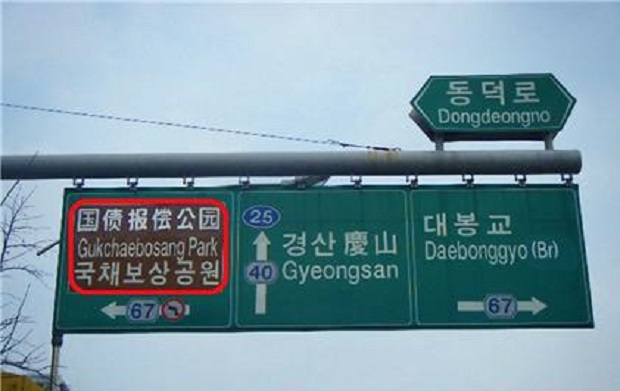 동덕로
Dongdeongno
国债报偿公园
Gukchaebosang Park
국채보상공원
67
25
40
경산 慶山
Gyeongsan
대봉교
Daebonggyo (Br)
67